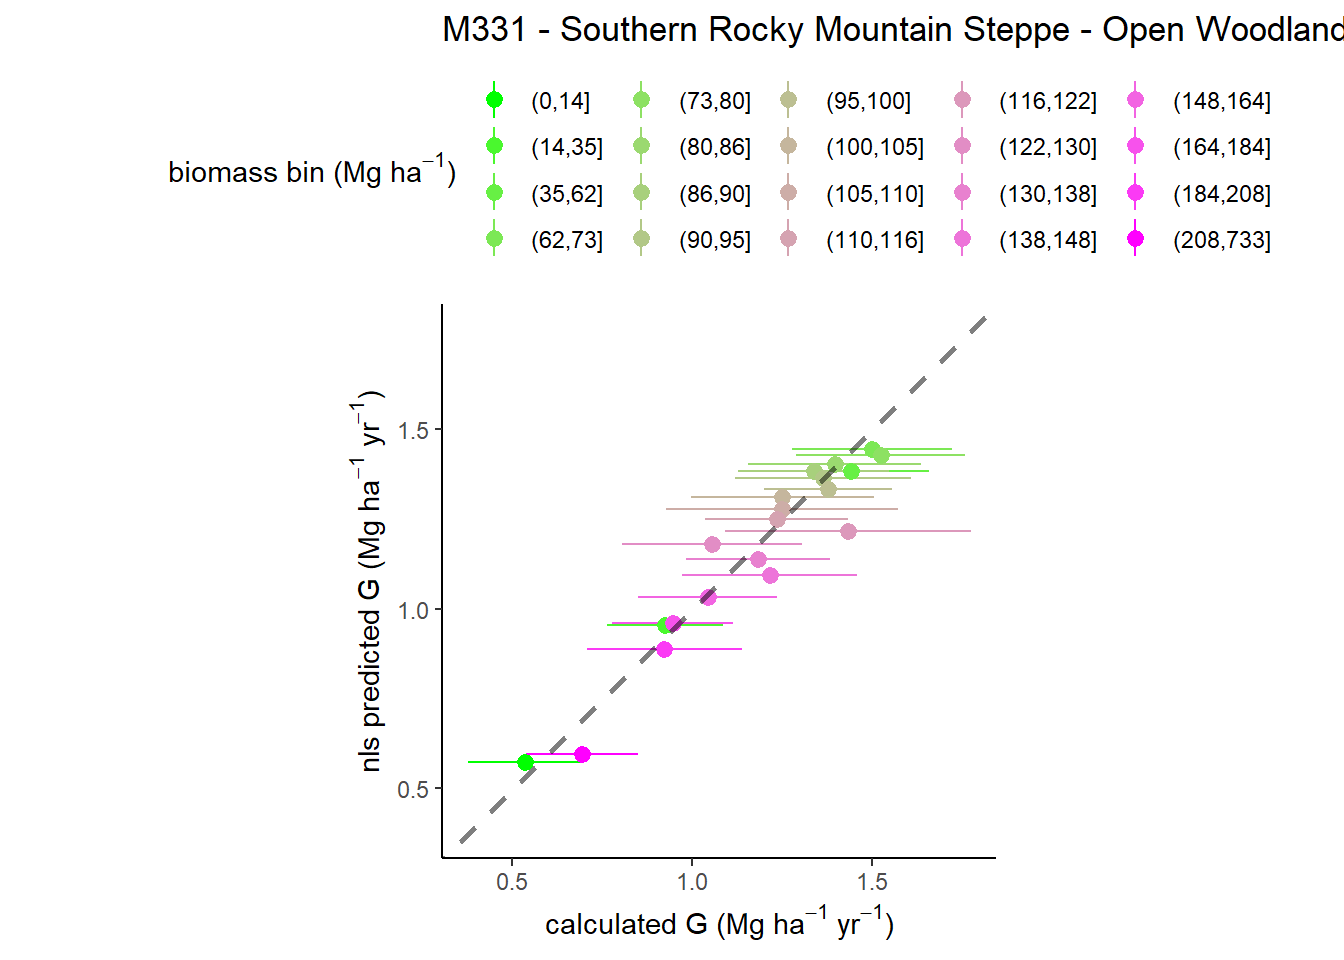 M331 - Southern Rocky Mountain Steppe - Open Woodland
biomass bin (Mg ha⁻¹)
(0,14] (73,80] (95,100] (116,122] (148,164]
(14,35] (80,86] (100,105] (122,130] (164,184]
(35,62] (86,90] (105,110] (130,138] (184,208]
(62,73] (90,95] (110,116] (138,148] (208,733]
nls predicted G (Mg ha⁻¹ yr⁻¹)
1.5
1.0
0.5
0.5 1.0 1.5
calculated G (Mg ha⁻¹ yr⁻¹)